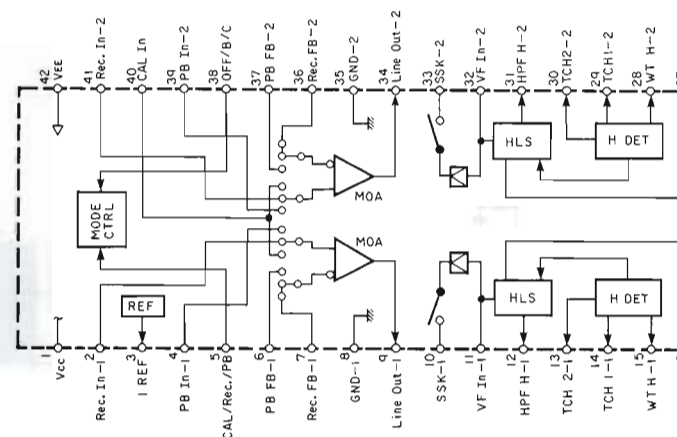 42 VEE
41 Rec. In-2
40 CAL In
39 PB In-2
38 OFF/B/C
37 PB FB-2
36 Rec. FB-2
35 GND-2
34 Line Out-2
33 SSK-2
32 VF In-2
31 HPF H-2
30 TCH2-2
29 TCH1-2
28 WT H-2
MODE CTRL
REF
MOA
MOA
HLS
H DET
HLS
H DET
1 Vcc
2 Rec. In-1
3 I REF
4 PB In-1
5 CAL/Rec./PB
6 PB FB-1
7 Rec. FB-1
8 GND-1
9 Line Out-1
10 SSK-1
11 VF In-1
12 HPF H-1
13 TCH 2-1
14 TCH 1-1
15 WT H-1